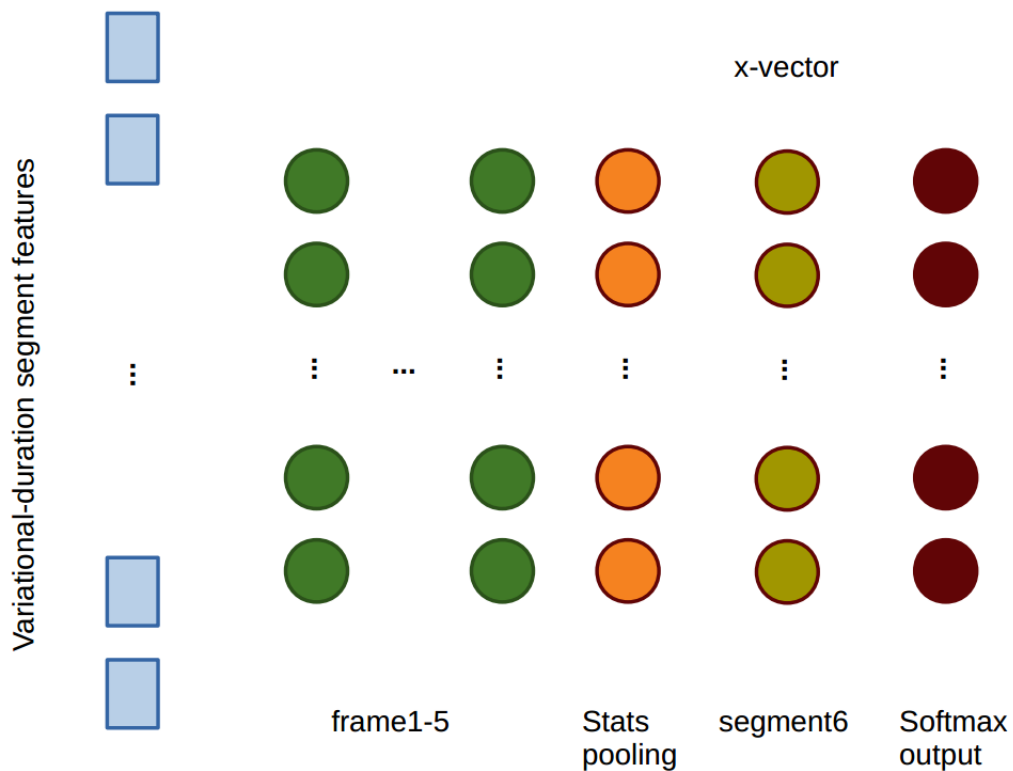 x-vector
Variational-duration segment features
...
...
...
...
...
...
...
frame1-5
Stats
pooling
segment6
Softmax
output